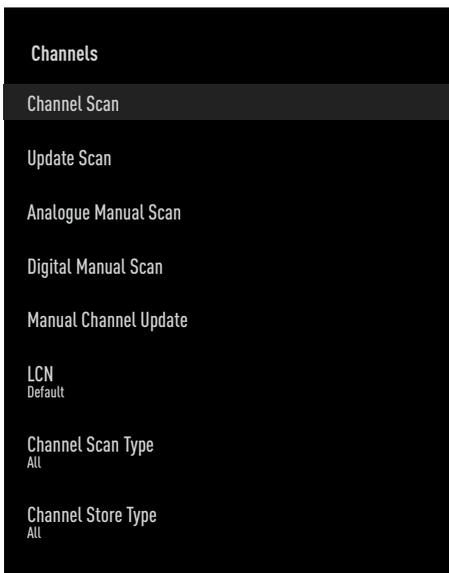 Channels
Channel Scan
Update Scan
Analogue Manual Scan
Digital Manual Scan
Manual Channel Update
LCN
Default
Channel Scan Type
All
Channel Store Type
All